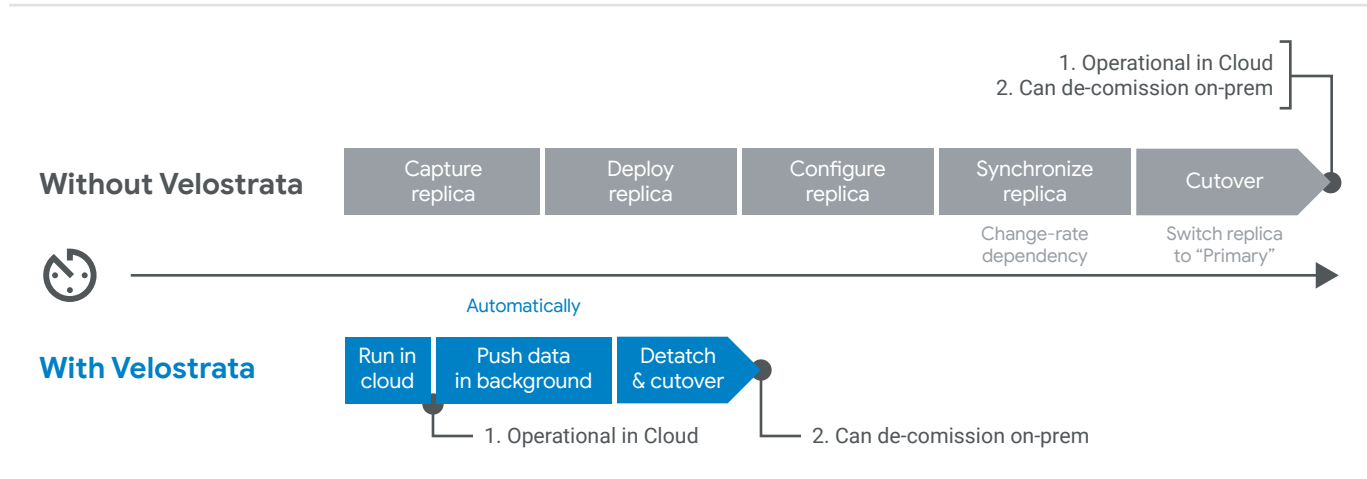 1. Operational in Cloud
2. Can de-comission on-prem
Without Velostrata
Capture
replica
Deploy
replica
Configure
replica
Synchronize
replica
Cutover
Change-rate
dependency
Switch replica
to “Primary”
Automatically
With Velostrata
Run in
cloud
Push data
in background
Detatch
& cutover
1. Operational in Cloud
2. Can de-comission on-prem